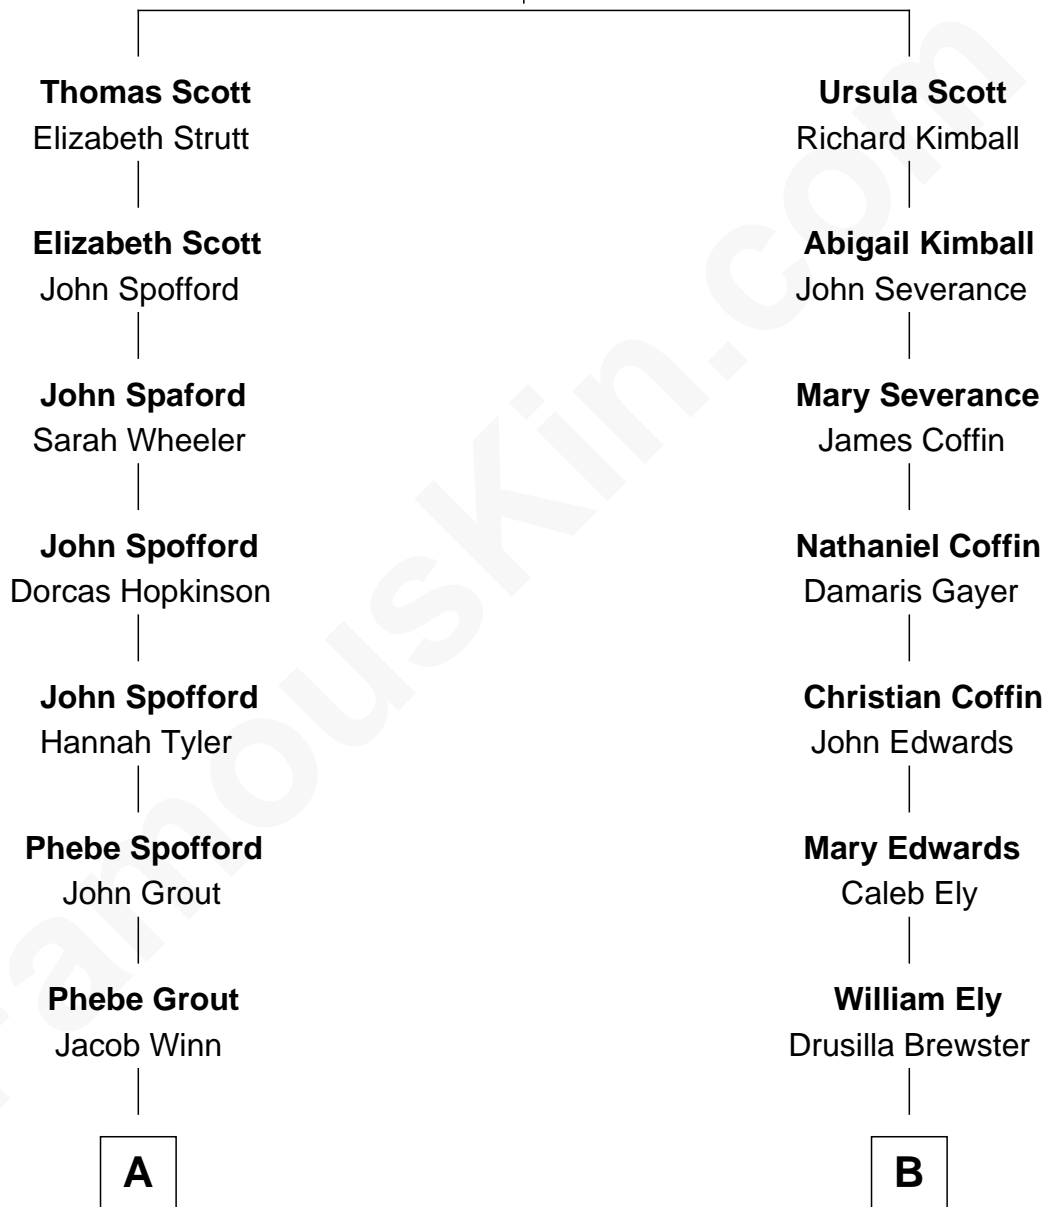 Thomas Scott
Elizabeth Strutt
Ursula Scott
Richard Kimball
Elizabeth Scott
John Spofford
Abigail Kimball
John Severance
John Spaford
Sarah Wheeler
Mary Severance
James Coffin
John Spofford
Dorcas Hopkinson
Nathaniel Coffin
Damaris Gayer
John Spofford
Hannah Tyler
Christian Coffin
John Edwards
Phebe Spofford
John Grout
Mary Edwards
Caleb Ely
Phebe Grout
Jacob Winn
William Ely
Drusilla Brewster
A
B
FamousKin.com